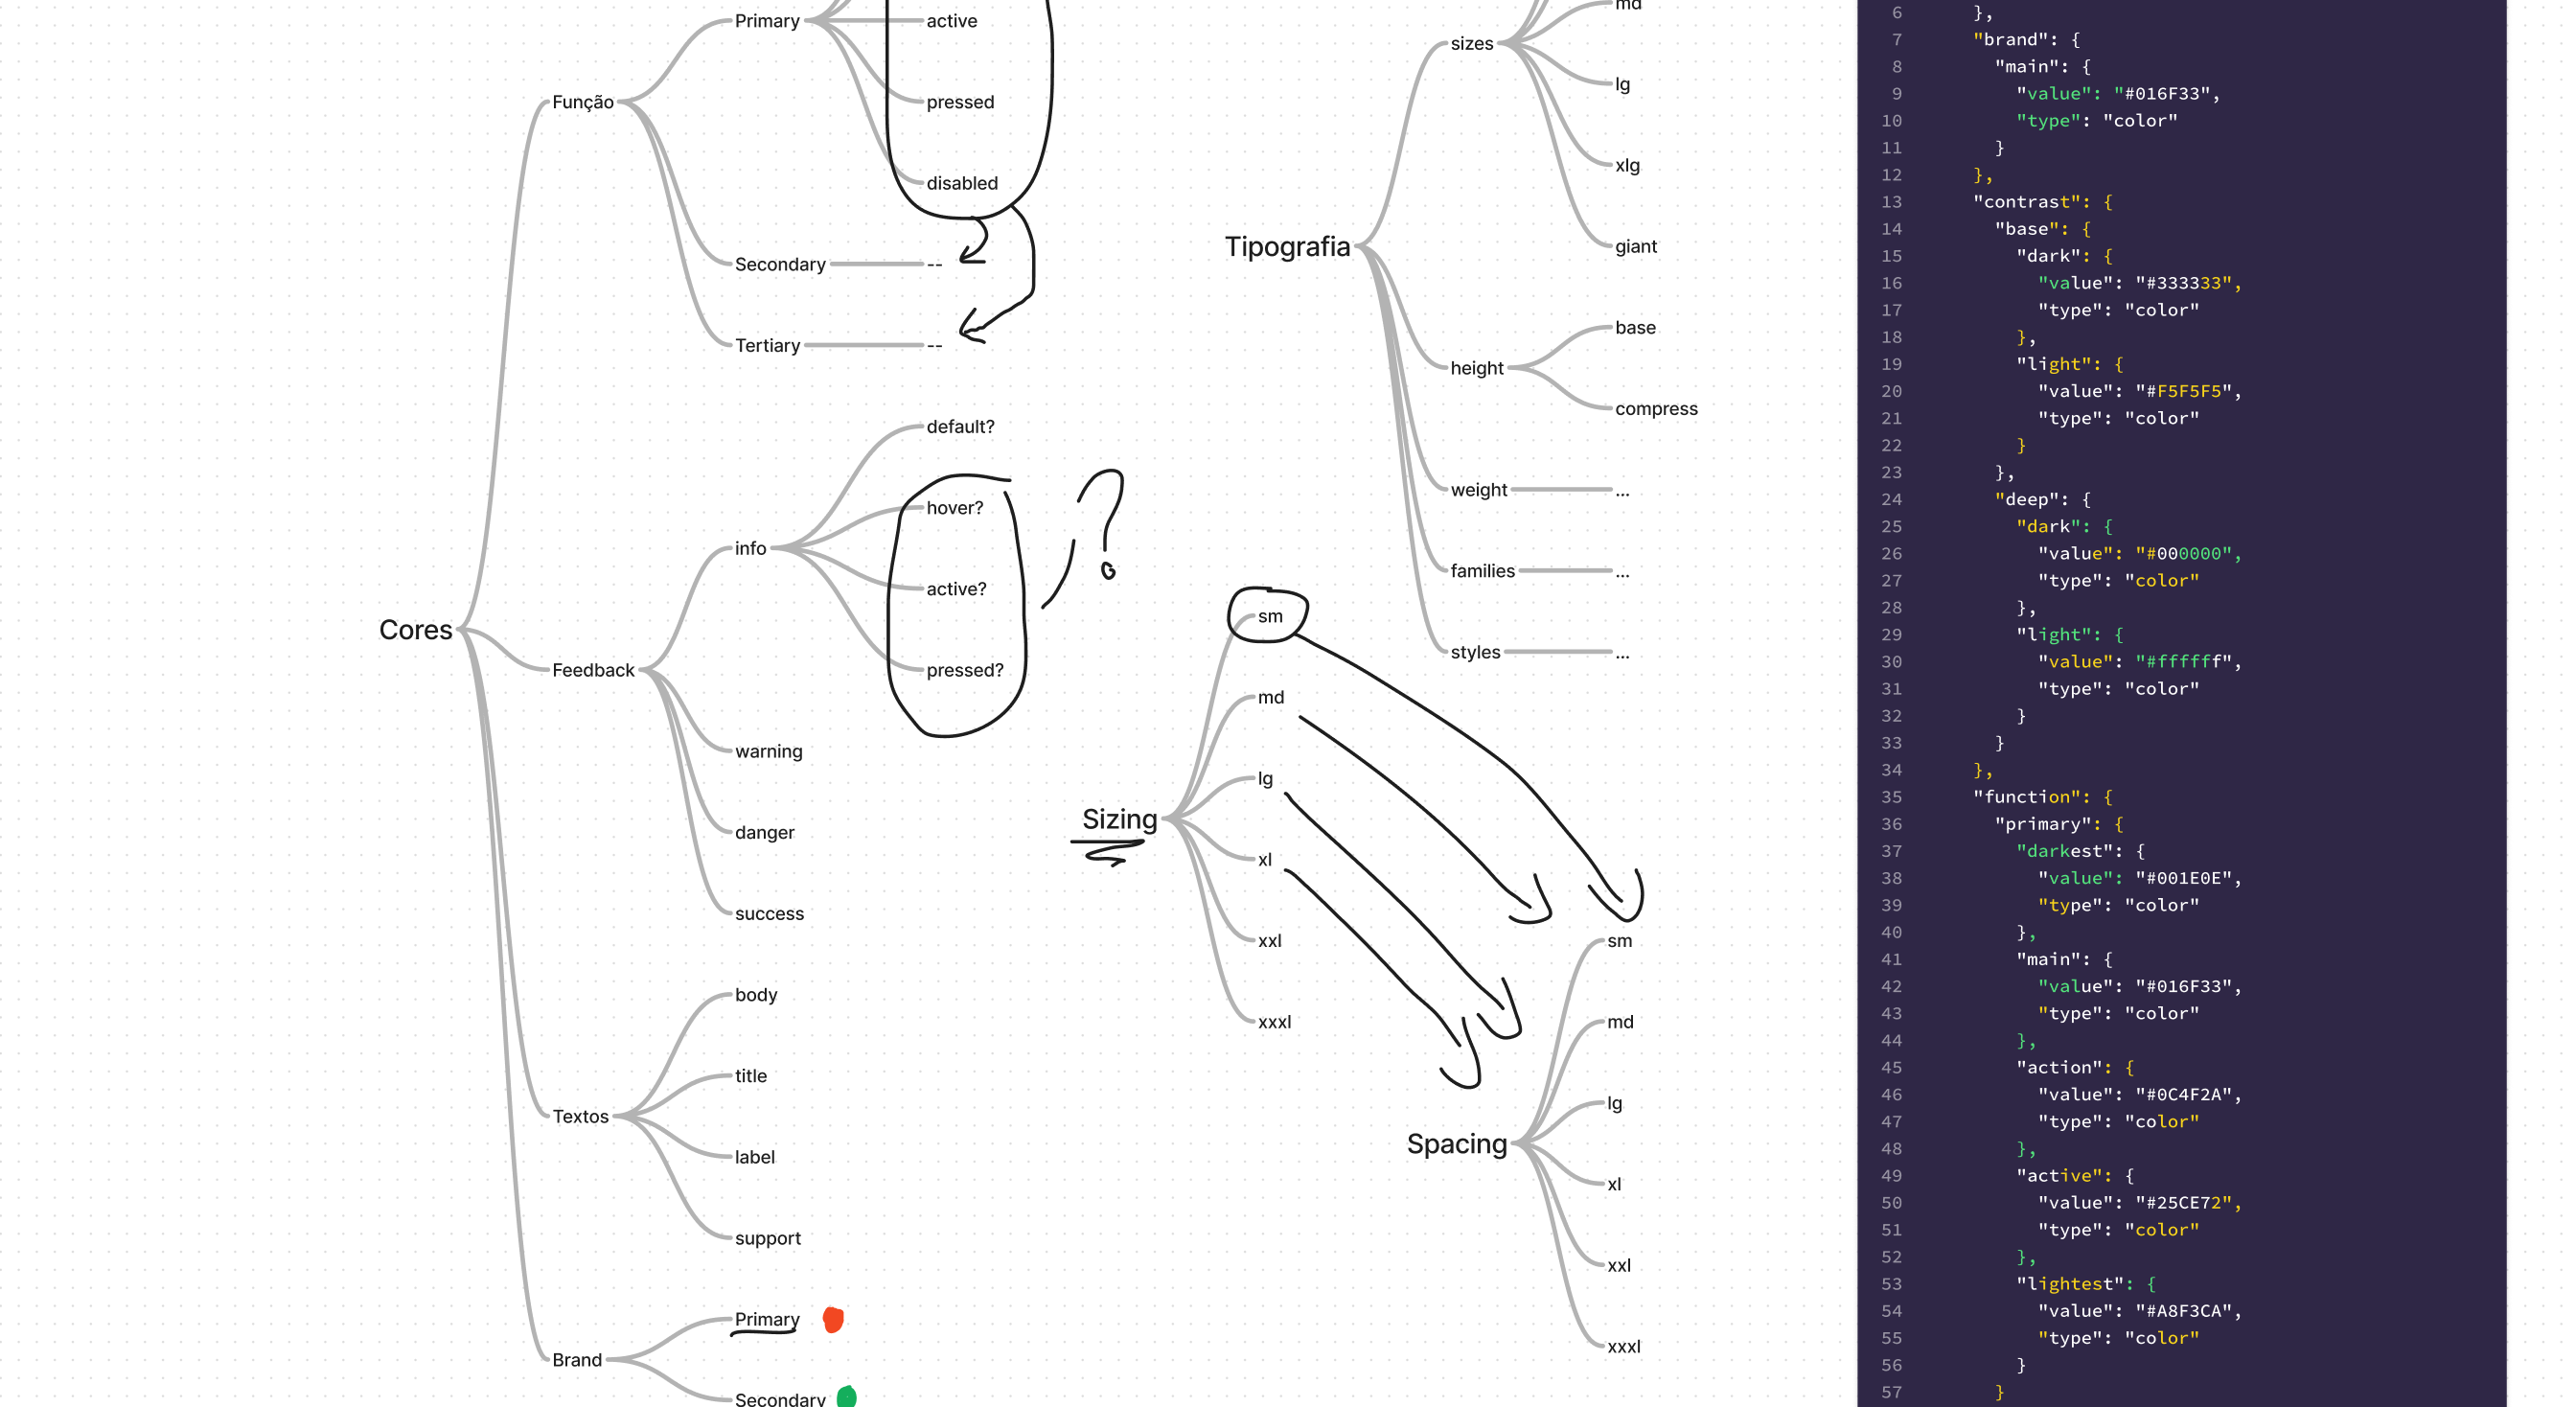 Cores
Função
Primary
active
pressed
disabled
Secondary
--
Tertiary
--
Feedback
info
default?
hover?
active?
pressed?
?
warning
danger
success
Textos
body
title
label
support
Brand
Primary
Secondary
Tipografia
sizes
md
lg
xlg
giant
height
base
compress
weight
...
families
...
styles
...
Sizing
sm
md
lg
xl
xxl
xxxl
Spacing
sm
md
lg
xl
xxl
xxxl
6 },
7 "brand": {
8 "main": {
9 "value": "#016F33",
10 "type": "color"
11 }
12 },
13 "contrast": {
14 "base": {
15 "dark": {
16 "value": "#333333",
17 "type": "color"
18 },
19 "light": {
20 "value": "#F5F5F5",
21 "type": "color"
22 }
23 },
24 "deep": {
25 "dark": {
26 "value": "#000000",
27 "type": "color"
28 },
29 "light": {
30 "value": "#ffffff",
31 "type": "color"
32 }
33 }
34 },
35 "function": {
36 "primary": {
37 "darkest": {
38 "value": "#001E0E",
39 "type": "color"
40 },
41 "main": {
42 "value": "#016F33",
43 "type": "color"
44 },
45 "action": {
46 "value": "#0C4F2A",
47 "type": "color"
48 },
49 "active": {
50 "value": "#25CE72",
51 "type": "color"
52 },
53 "lightest": {
54 "value": "#A8F3CA",
55 "type": "color"
56 }
57 }